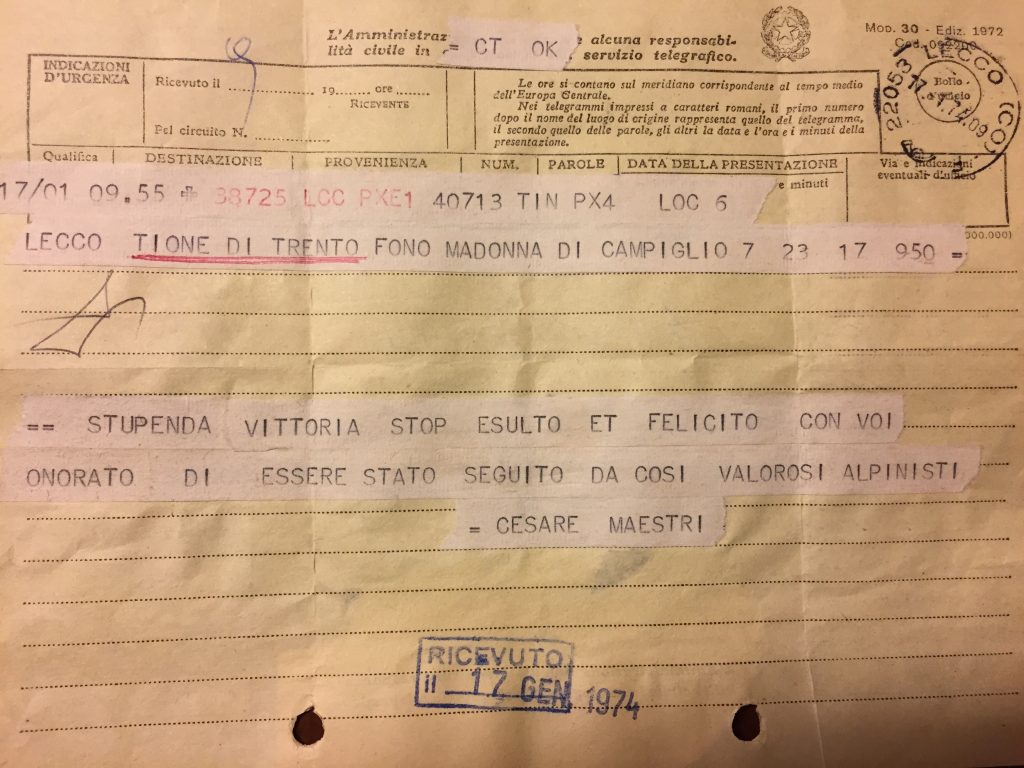 L'Amministraz
e alcuna responsabi-
lità civile in
= CT OK
servizio telegrafico.
Mod. 30 - Ediz. 1972
INDICAZIONI
D'URGENZA
Ricevuto il
19 ore
RICEVENTE
Pel circuito N.
Le ore si contano sul meridiano corrispondente al tempo medio
dell'Europa Centrale.
Nei telegrammi impressi a caratteri romani, il primo numero
dopo il nome del luogo di origine rappresenta quello del telegramma,
il secondo quello delle parole, gli altri la data e l'ora e i minuti della
presentazione.
Bollo
d'ufficio
22053 LECCO (CO)
Qualifica
DESTINAZIONE
PROVENIENZA
NUM.
PAROLE
DATA DELLA PRESENTAZIONE
e minuti
Via e indicazioni
eventuali d'ufficio
17/01 09.55 + 38725 LCC PXE1 40713 TIN PX4 LOC 6
LECCO TIONE DI TRENTO FONO MADONNA DI CAMPIGLIO 7 23 17 950 =
== STUPENDA VITTORIA STOP ESULTO ET FELICITO CON VOI
ONORATO DI ESSERE STATO SEGUITO DA COSI VALOROSI ALPINISTI
= CESARE MAESTRI
RICEVUTO
il 17 GEN 1974